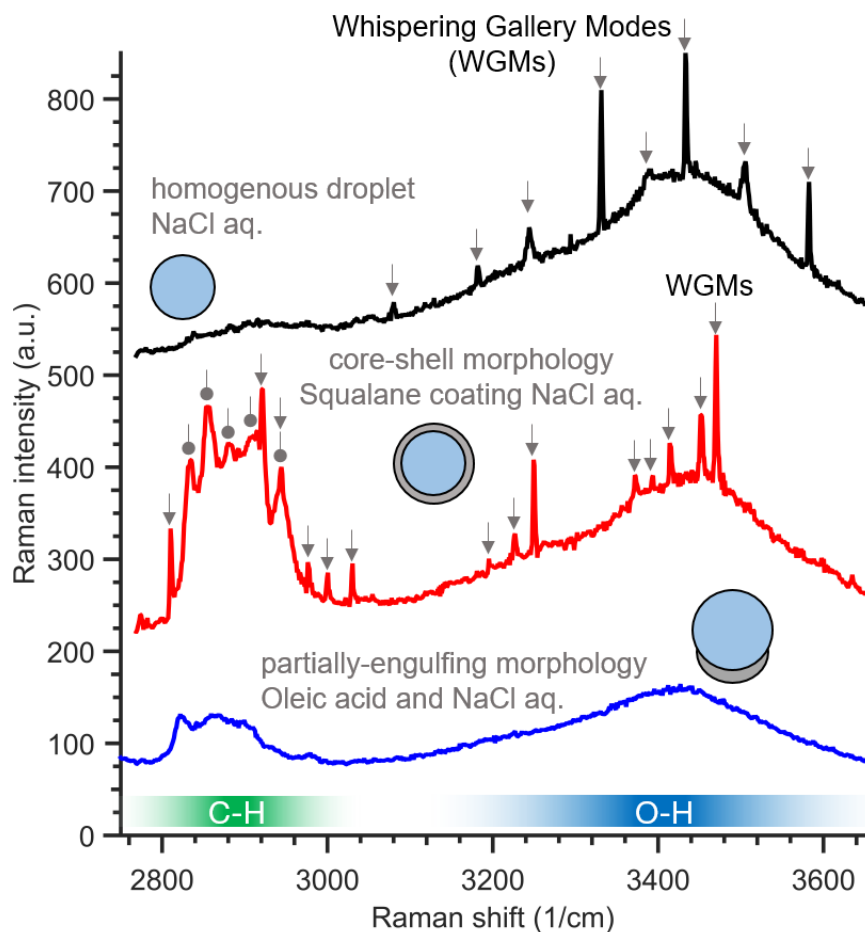 Whispering Gallery Modes
(WGMs)
800
homogenous droplet
NaCl aq.
700
600
WGMs
500
core-shell morphology
Squalane coating NaCl aq.
400
300
200
partially-engulfing morphology
Oleic acid and NaCl aq.
100
C-H
O-H
0
2800
3000
3200
3400
3600
Raman shift (1/cm)
Raman intensity (a.u.)